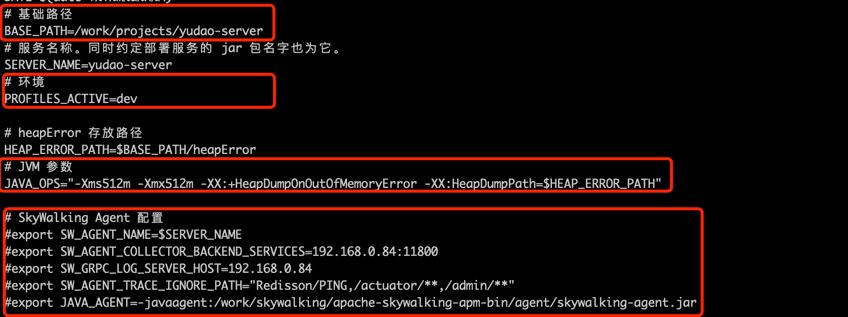 # 基础路径
BASE_PATH=/work/projects/yudao-server
# 服务名称。同时约定部署服务的 jar 包名字也为它。
SERVER_NAME=yudao-server
# 环境
PROFILES_ACTIVE=dev
# heapError 存放路径
HEAP_ERROR_PATH=$BASE_PATH/heapError
# JVM 参数
JAVA_OPS="-Xms512m -Xmx512m -XX:+HeapDumpOnOutOfMemoryError -XX:HeapDumpPath=$HEAP_ERROR_PATH"
# SkyWalking Agent 配置
#export SW_AGENT_NAME=$SERVER_NAME
#export SW_AGENT_COLLECTOR_BACKEND_SERVICES=192.168.0.84:11800
#export SW_GRPC_LOG_SERVER_HOST=192.168.0.84
#export SW_AGENT_TRACE_IGNORE_PATH="Redisson/PING,/actuator/**,/admin/**"
#export JAVA_AGENT=-javaagent:/work/skywalking/apache-skywalking-apm-bin/agent/skywalking-agent.jar